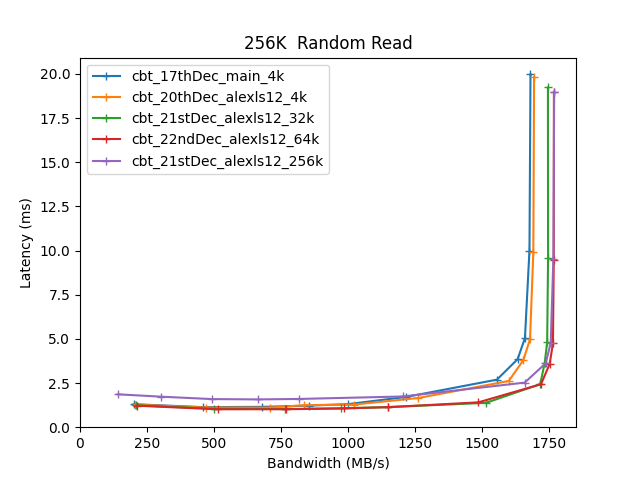 256K  Random Read
cbt_17thDec_main_4k
cbt_20thDec_alexls12_4k
cbt_21stDec_alexls12_32k
cbt_22ndDec_alexls12_64k
cbt_21stDec_alexls12_256k
Latency (ms)
20.0
17.5
15.0
12.5
10.0
7.5
5.0
2.5
0.0
0 250 500 750 1000 1250 1500 1750
Bandwidth (MB/s)